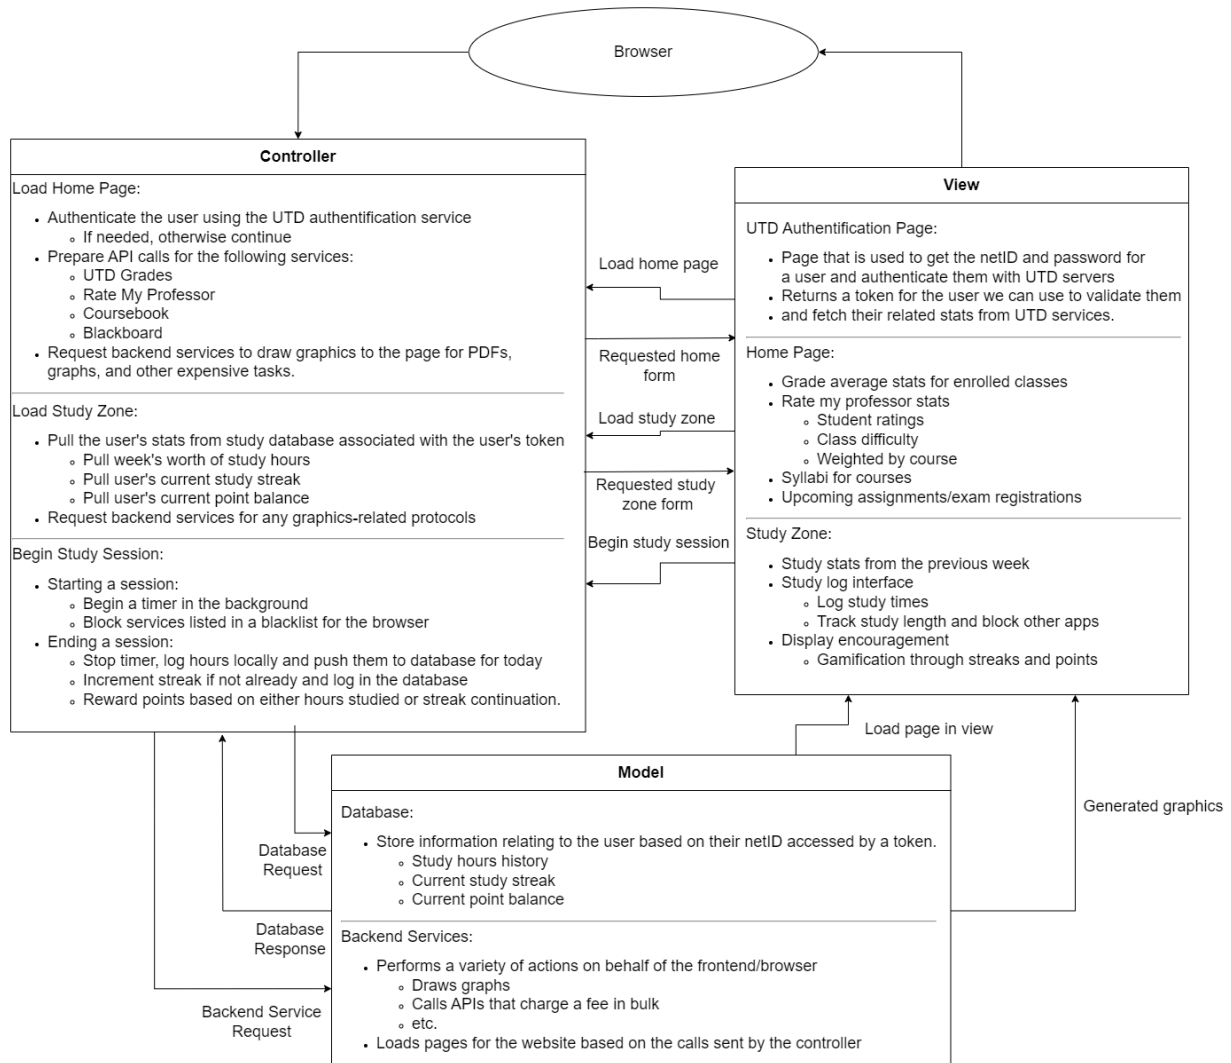 Browser
Controller
Load Home Page:
Authenticate the user using the UTD authentification service
If needed, otherwise continue
Prepare API calls for the following services:
UTD Grades
Rate My Professor
Coursebook
Blackboard
Request backend services to draw graphics to the page for PDFs,
graphs, and other expensive tasks.
Load Study Zone:
Pull the user's stats from study database associated with the user's token
Pull week's worth of study hours
Pull user's current study streak
Pull user's current point balance
Request backend services for any graphics-related protocols
Begin Study Session:
Starting a session:
Begin a timer in the background
Block services listed in a blacklist for the browser
Ending a session:
Stop timer, log hours locally and push them to database for today
Increment streak if not already and log in the database
Reward points based on either hours studied or streak continuation.
Load home page
Requested home
form
Load study zone
Requested study
zone form
Begin study session
View
UTD Authentification Page:
Page that is used to get the netID and password for
a user and authenticate them with UTD servers
Returns a token for the user we can use to validate them
and fetch their related stats from UTD services.
Home Page:
Grade average stats for enrolled classes
Rate my professor stats
Student ratings
Class difficulty
Weighted by course
Syllabi for courses
Upcoming assignments/exam registrations
Study Zone:
Study stats from the previous week
Study log interface
Log study times
Track study length and block other apps
Display encouragement
Gamification through streaks and points
Load page in view
Generated graphics
Database
Request
Database
Response
Backend Service
Request
Model
Database:
Store information relating to the user based on their netID accessed by a token.
Study hours history
Current study streak
Current point balance
Backend Services:
Performs a variety of actions on behalf of the frontend/browser
Draws graphs
Calls APIs that charge a fee in bulk
etc.
Loads pages for the website based on the calls sent by the controller